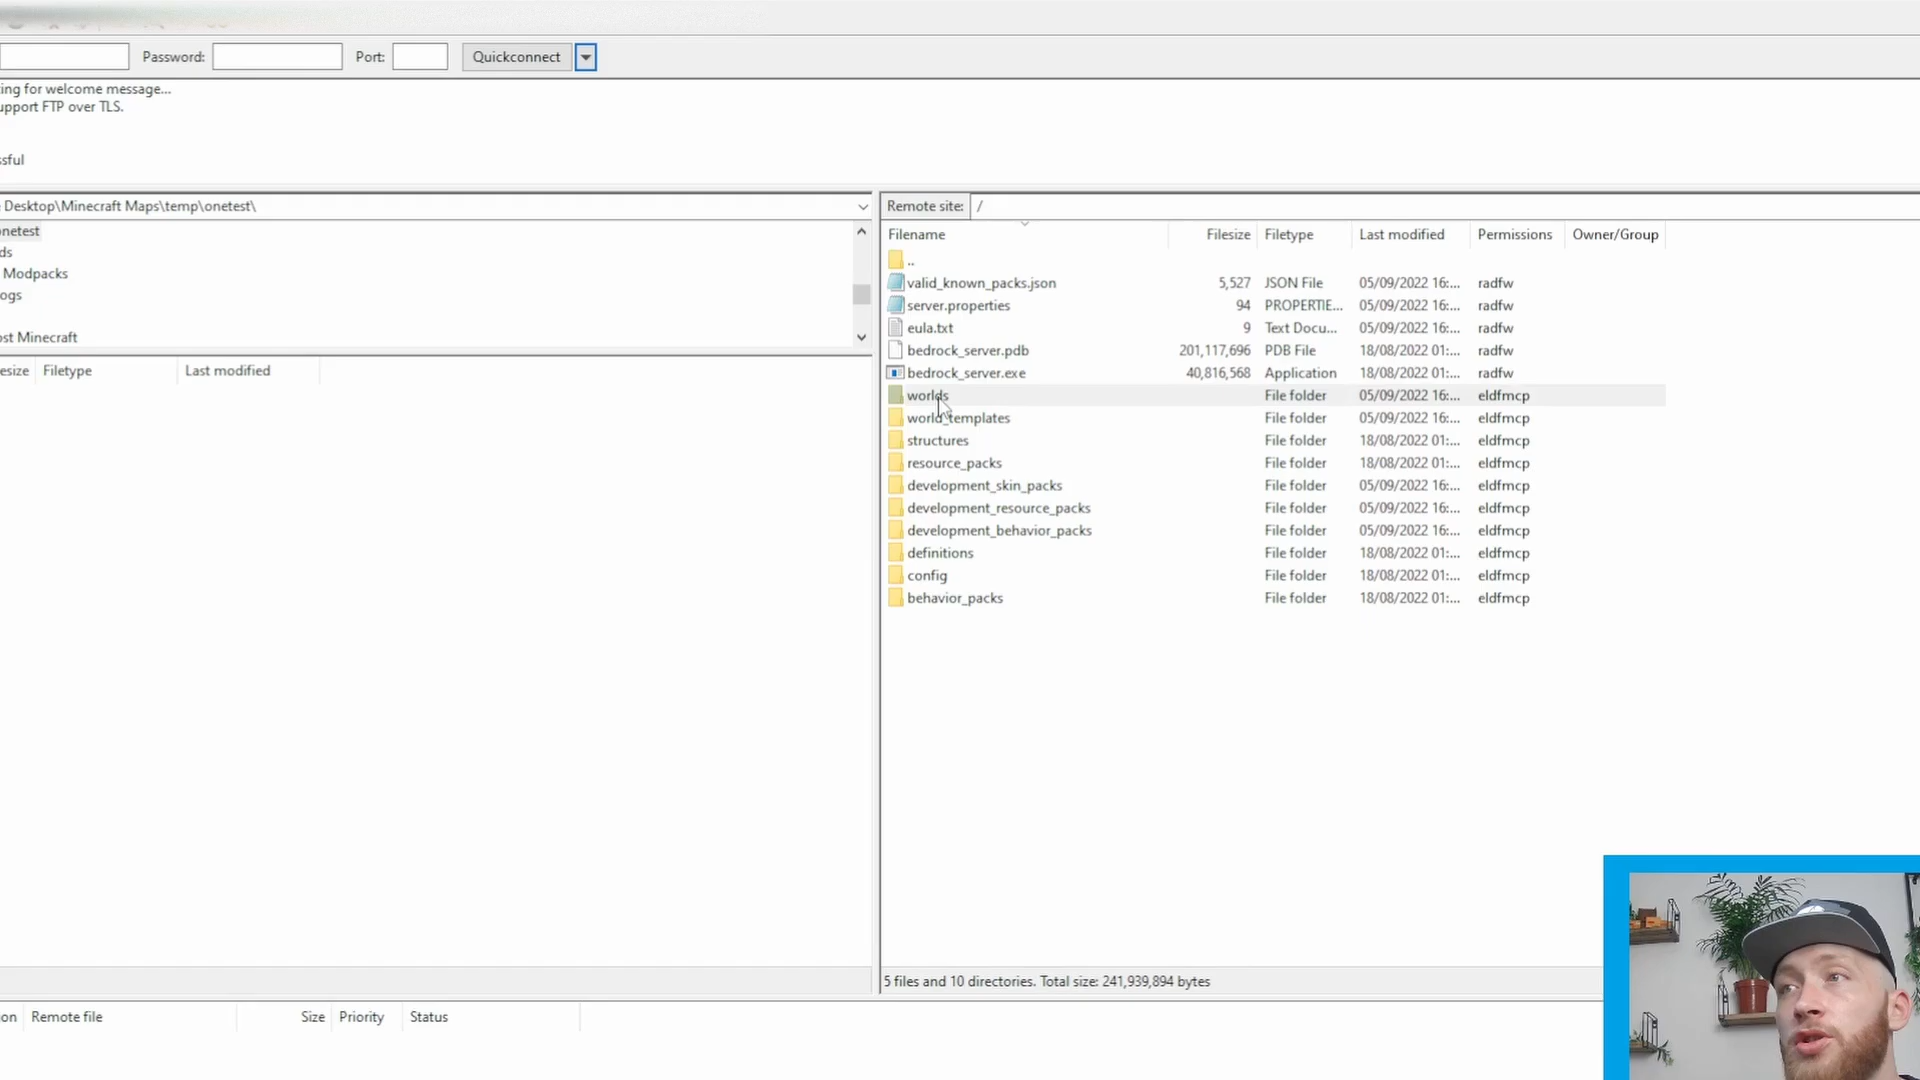 Password: Port: Quickconnect
ing for welcome message...
upport FTP over TLS.
sful
Desktop\Minecraft Maps\temp\onetest\
netest
ds
Modpacks
ogs
ost Minecraft
esize Filetype Last modified
Remote site: /
Filename Filesize Filetype Last modified Permissions Owner/Group
..
valid_known_packs.json 5,527 JSON File 05/09/2022 16:... radfw
server.properties 94 PROPERTIE... 05/09/2022 16:... radfw
eula.txt 9 Text Docu... 05/09/2022 16:... radfw
bedrock_server.pdb 201,117,696 PDB File 18/08/2022 01:... radfw
bedrock_server.exe 40,816,568 Application 18/08/2022 01:... radfw
worlds File folder 05/09/2022 16:... eldfmcp
world_templates File folder 05/09/2022 16:... eldfmcp
structures File folder 18/08/2022 01:... eldfmcp
resource_packs File folder 18/08/2022 01:... eldfmcp
development_skin_packs File folder 05/09/2022 16:... eldfmcp
development_resource_packs File folder 05/09/2022 16:... eldfmcp
development_behavior_packs File folder 05/09/2022 16:... eldfmcp
definitions File folder 18/08/2022 01:... eldfmcp
config File folder 18/08/2022 01:... eldfmcp
behavior_packs File folder 18/08/2022 01:... eldfmcp
5 files and 10 directories. Total size: 241,939,894 bytes
on Remote file Size Priority Status